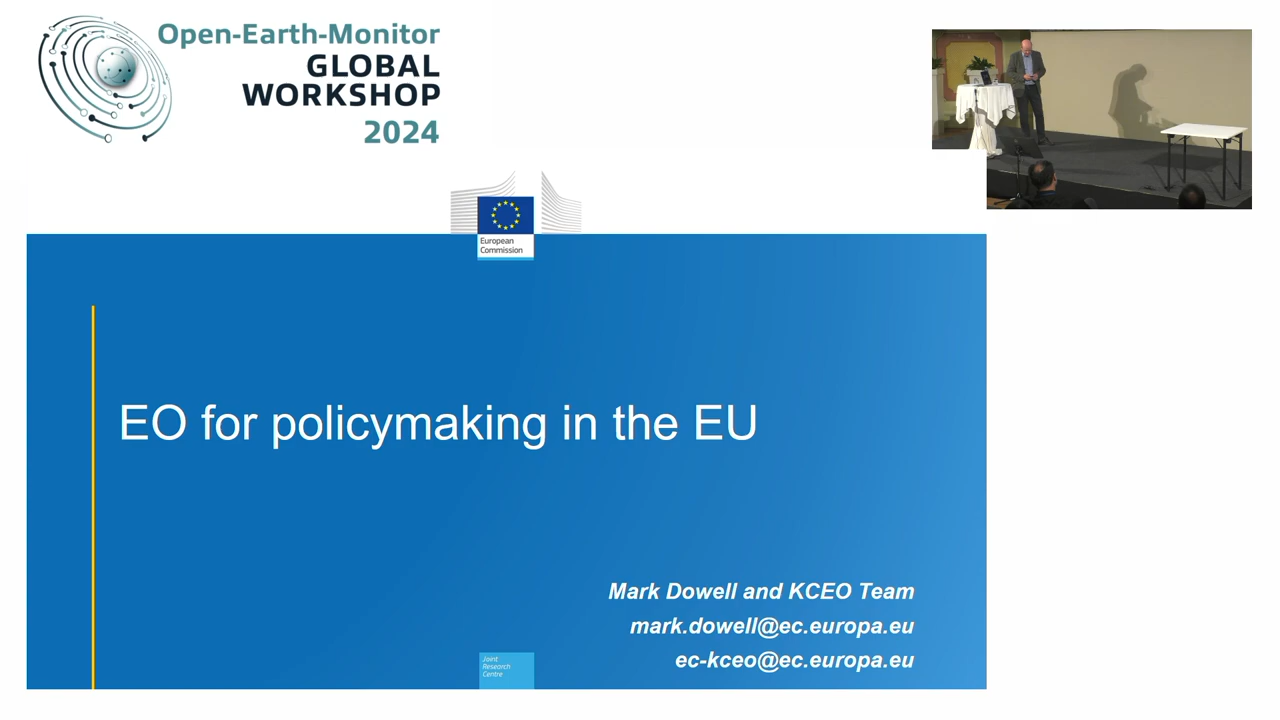 Open-Earth-Monitor
GLOBAL
WORKSHOP
2024
European
Commission
EO for policymaking in the EU
Mark Dowell and KCEO Team
mark.dowell@ec.europa.eu
ec-kceo@ec.europa.eu
Joint
Research
Centre